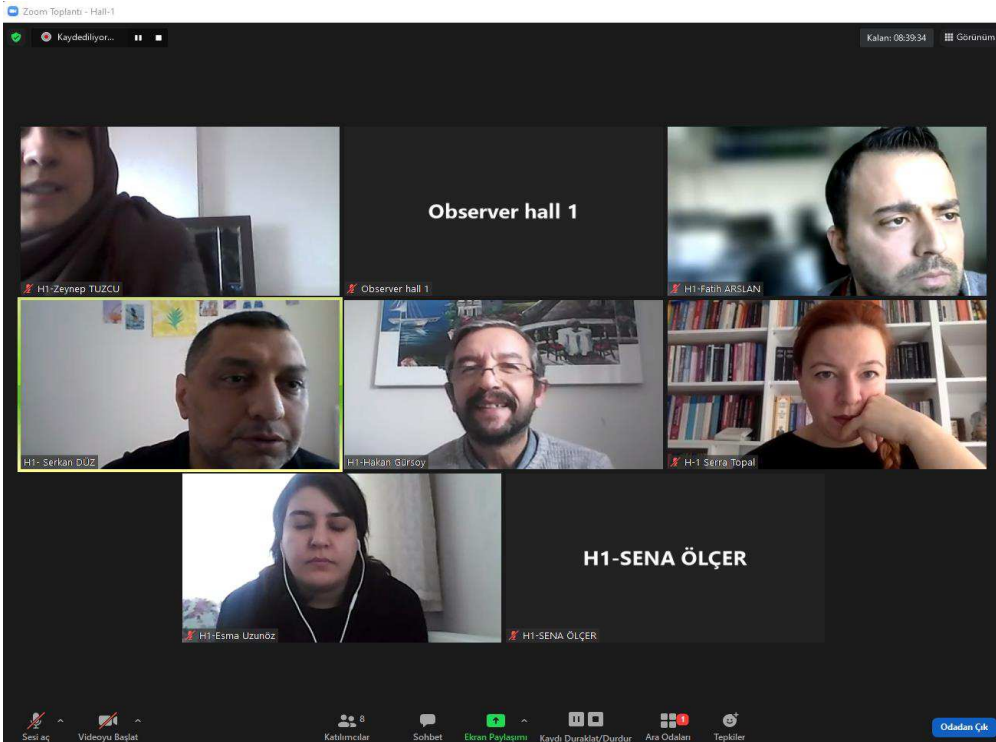 Zoom Toplantı - Hall-1
Kaydediliyor...
Kalan: 08:39:34
Görünüm
H1-Zeynep TUZCU
Observer hall 1
Observer hall 1
H1-Fatih ARSLAN
H1- Serkan DÜZ
H1-Hakan Gürsoy
H-1 Serra Topal
H1-Esma Uzunöz
H1-SENA ÖLÇER
H1-SENA ÖLÇER
Sesi aç
Videoyu Başlat
8
Katılımcılar
Sohbet
Ekran Paylaşımı
Kaydı Duraklat/Durdur
1
Ara Odaları
Tepkiler
Odadan Çık